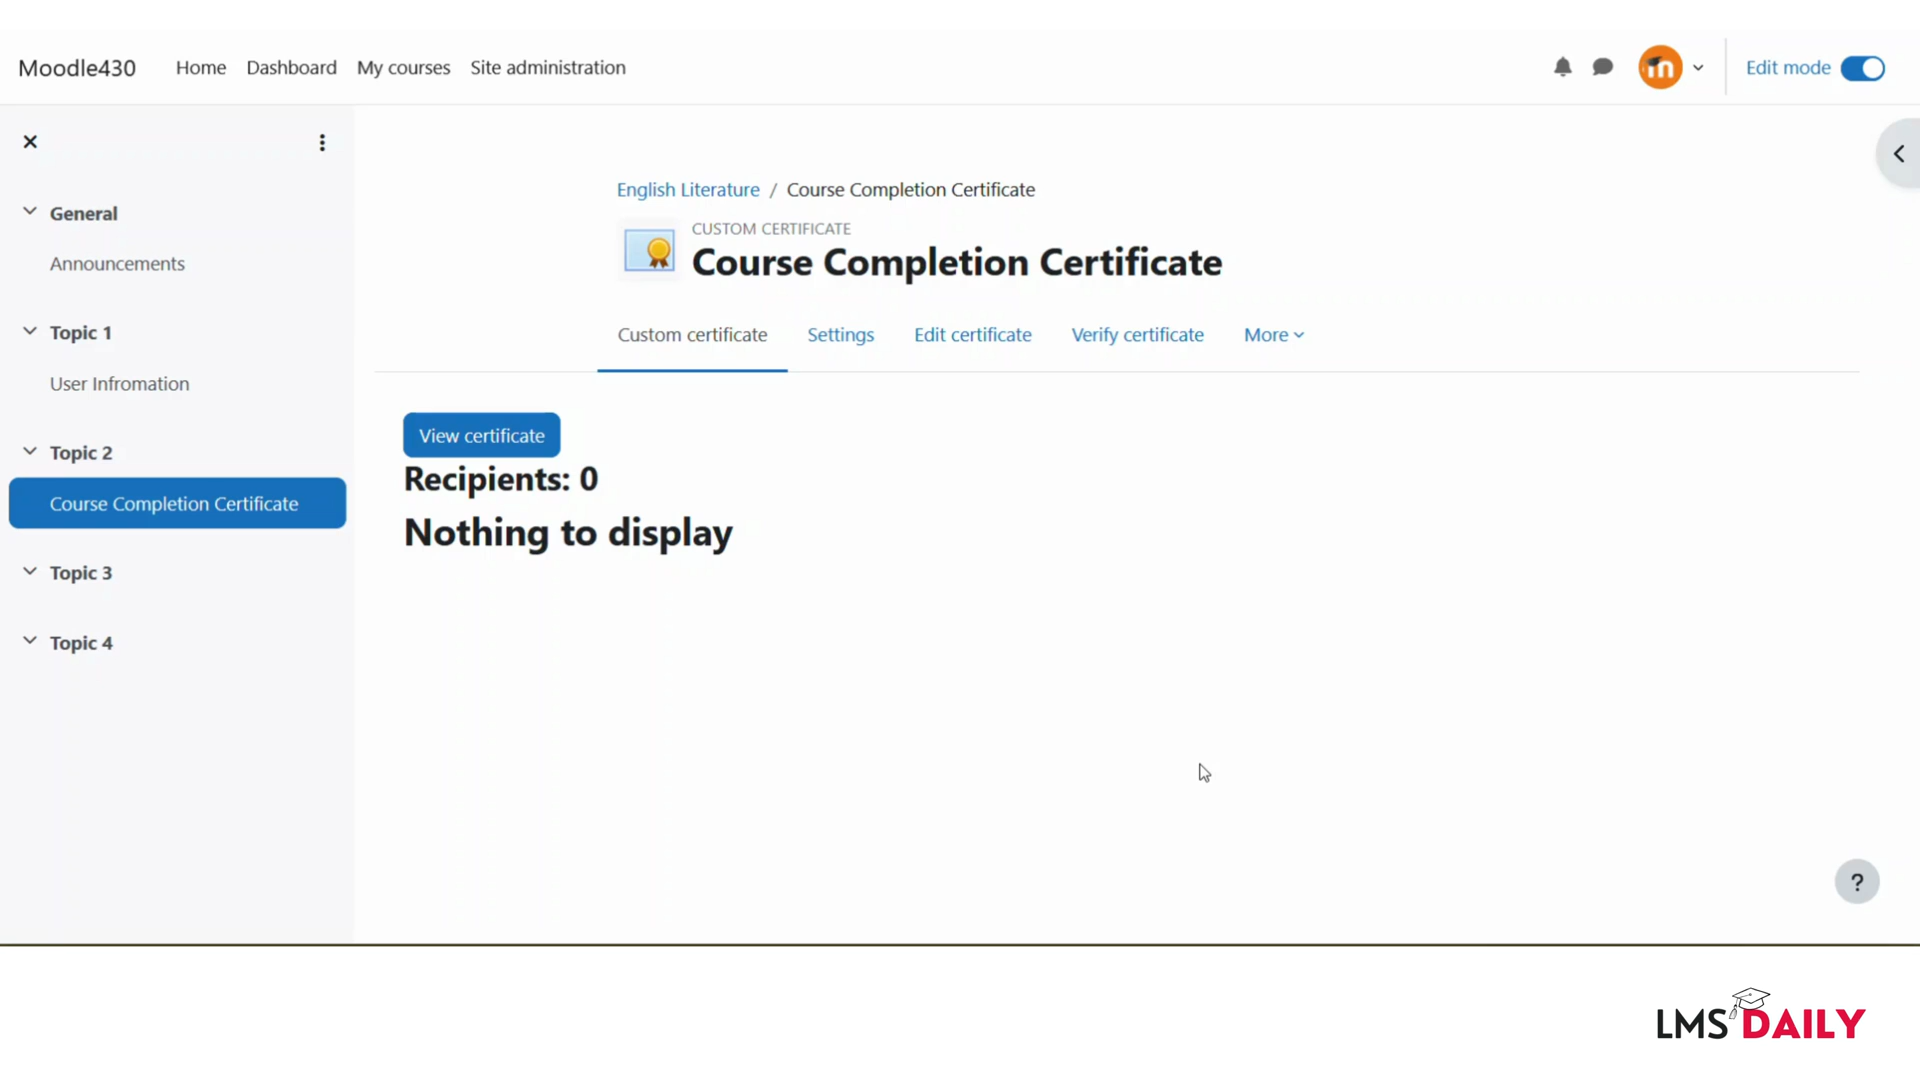 Moodle430 Home Dashboard My courses Site administration Edit mode
General
Announcements
Topic 1
User Infromation
Topic 2
Course Completion Certificate
Topic 3
Topic 4
English Literature / Course Completion Certificate
CUSTOM CERTIFICATE
Course Completion Certificate
Custom certificate Settings Edit certificate Verify certificate More
View certificate
Recipients: 0
Nothing to display
?
LMS DAILY